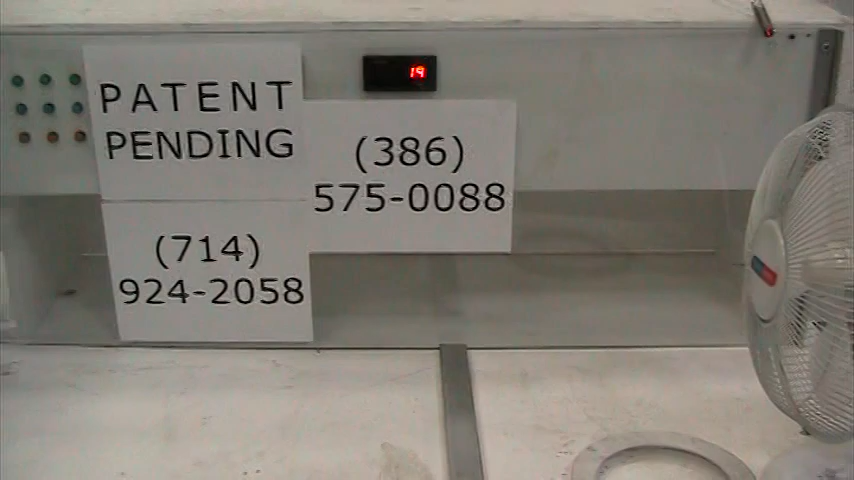 PATENT
PENDING
19
(386)
575-0088
(714)
924-2058